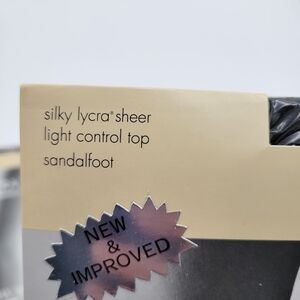 silky lycra® sheer
light control top
sandalfoot
NEW
&
IMPROVED